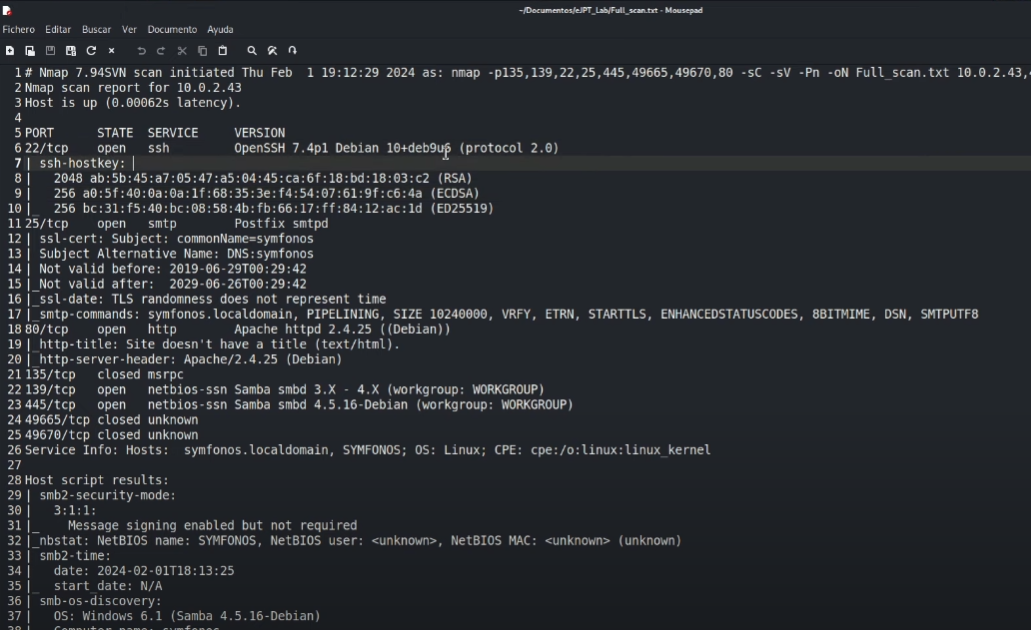 ~/Documentos/eJPT_Lab/Full_scan.txt - Mousepad
Fichero Editar Buscar Ver Documento Ayuda
1 # Nmap 7.94SVN scan initiated Thu Feb  1 19:12:29 2024 as: nmap -p135,139,22,25,445,49665,49670,80 -sC -sV -Pn -oN Full_scan.txt 10.0.2.43,
2 Nmap scan report for 10.0.2.43
3 Host is up (0.00062s latency).
4
5 PORT      STATE  SERVICE     VERSION
6 22/tcp    open   ssh         OpenSSH 7.4p1 Debian 10+deb9u6 (protocol 2.0)
7 | ssh-hostkey:
8 |   2048 ab:5b:45:a7:05:47:a5:04:45:ca:6f:18:bd:18:03:c2 (RSA)
9 |   256 a0:5f:40:0a:0a:1f:68:35:3e:f4:54:07:61:9f:c6:4a (ECDSA)
10 |_  256 bc:31:f5:40:bc:08:58:4b:fb:66:17:ff:84:12:ac:1d (ED25519)
11 25/tcp    open   smtp        Postfix smtpd
12 | ssl-cert: Subject: commonName=symfonos
13 | Subject Alternative Name: DNS:symfonos
14 | Not valid before: 2019-06-29T00:29:42
15 |_Not valid after:  2029-06-26T00:29:42
16 |_ssl-date: TLS randomness does not represent time
17 |_smtp-commands: symfonos.localdomain, PIPELINING, SIZE 10240000, VRFY, ETRN, STARTTLS, ENHANCEDSTATUSCODES, 8BITMIME, DSN, SMTPUTF8
18 80/tcp    open   http        Apache httpd 2.4.25 ((Debian))
19 |_http-title: Site doesn't have a title (text/html).
20 |_http-server-header: Apache/2.4.25 (Debian)
21 135/tcp   closed msrpc
22 139/tcp   open   netbios-ssn Samba smbd 3.X - 4.X (workgroup: WORKGROUP)
23 445/tcp   open   netbios-ssn Samba smbd 4.5.16-Debian (workgroup: WORKGROUP)
24 49665/tcp closed unknown
25 49670/tcp closed unknown
26 Service Info: Hosts:  symfonos.localdomain, SYMFONOS; OS: Linux; CPE: cpe:/o:linux:linux_kernel
27
28 Host script results:
29 | smb2-security-mode:
30 |   3:1:1:
31 |_    Message signing enabled but not required
32 |_nbstat: NetBIOS name: SYMFONOS, NetBIOS user: <unknown>, NetBIOS MAC: <unknown> (unknown)
33 | smb2-time:
34 |   date: 2024-02-01T18:13:25
35 |_  start_date: N/A
36 | smb-os-discovery:
37 |   OS: Windows 6.1 (Samba 4.5.16-Debian)
38 |   Computer name: symfonos